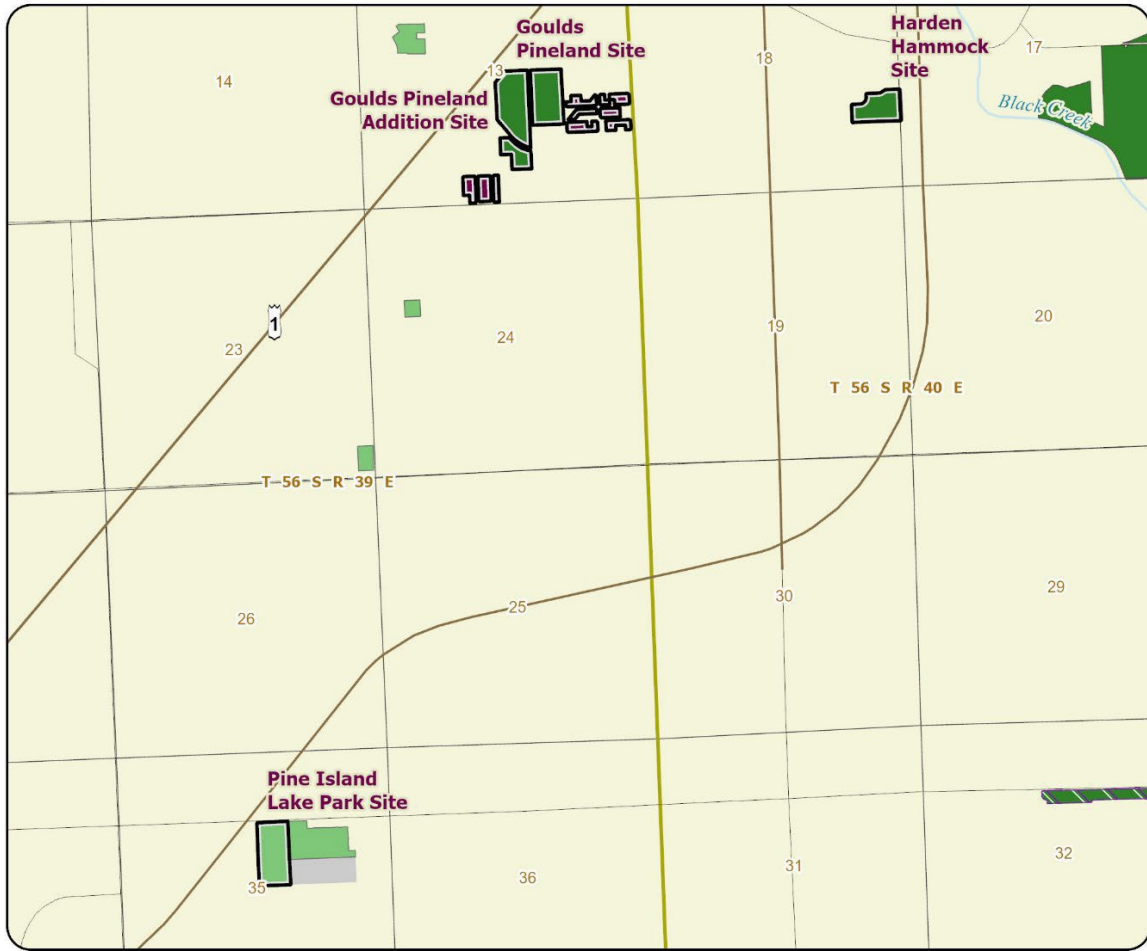 Goulds
Pineland Site
Harden
Hammock
Site
14
13
18
17
Goulds Pineland
Addition Site
Black Creek
1
23
24
19
20
T 56 S R 40 E
T 56 S R 39 E
26
25
30
29
Pine Island
Lake Park Site
35
36
31
32